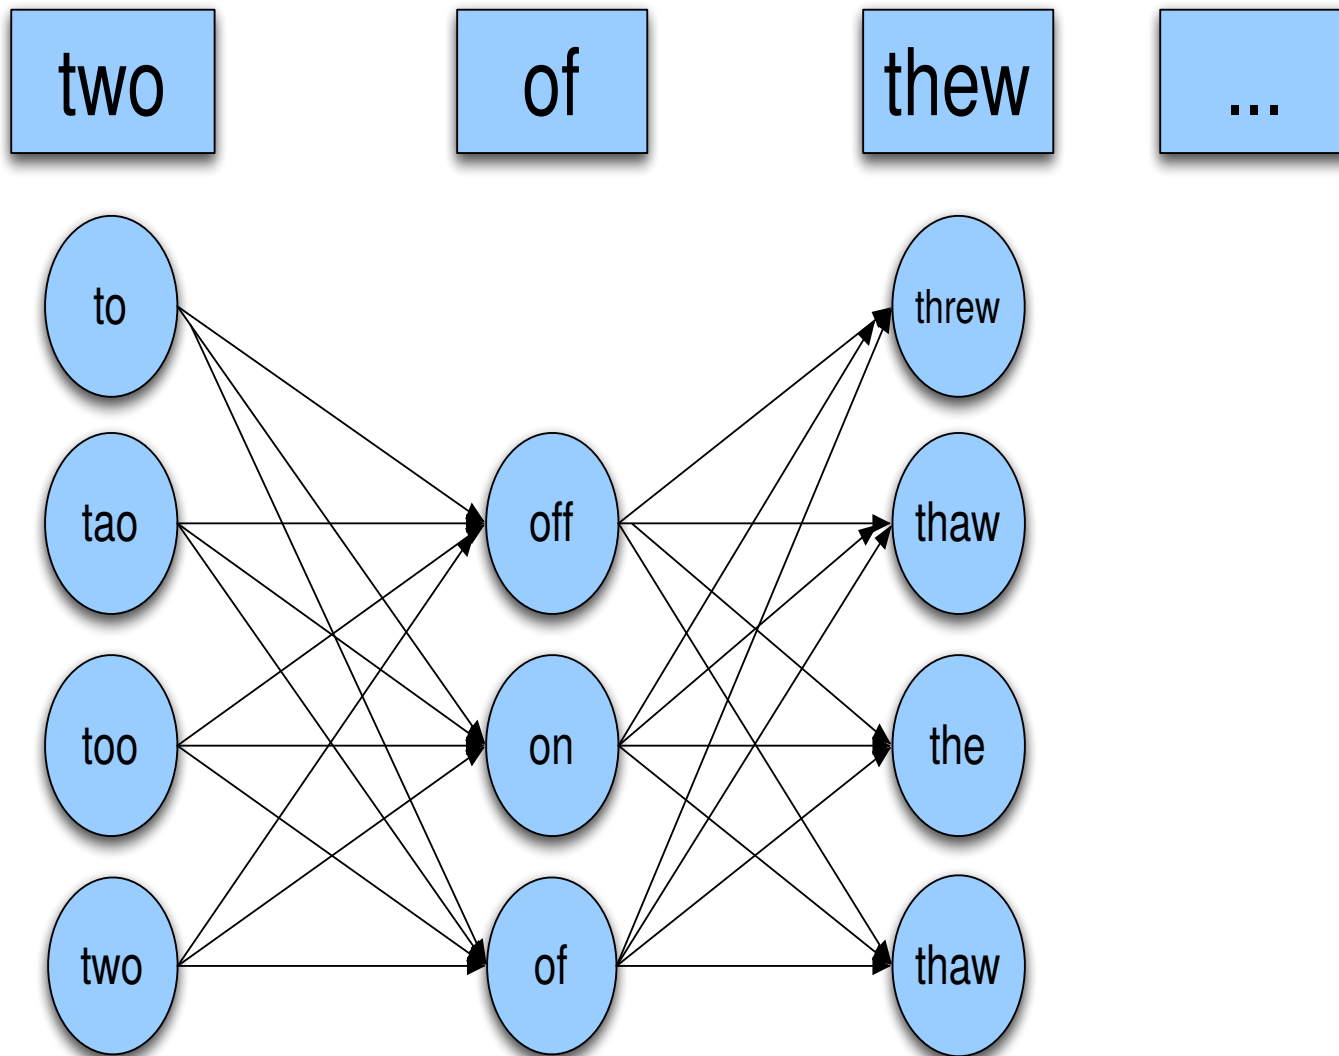 two of thew ...
to threw
tao off thaw
too on the
two of thaw